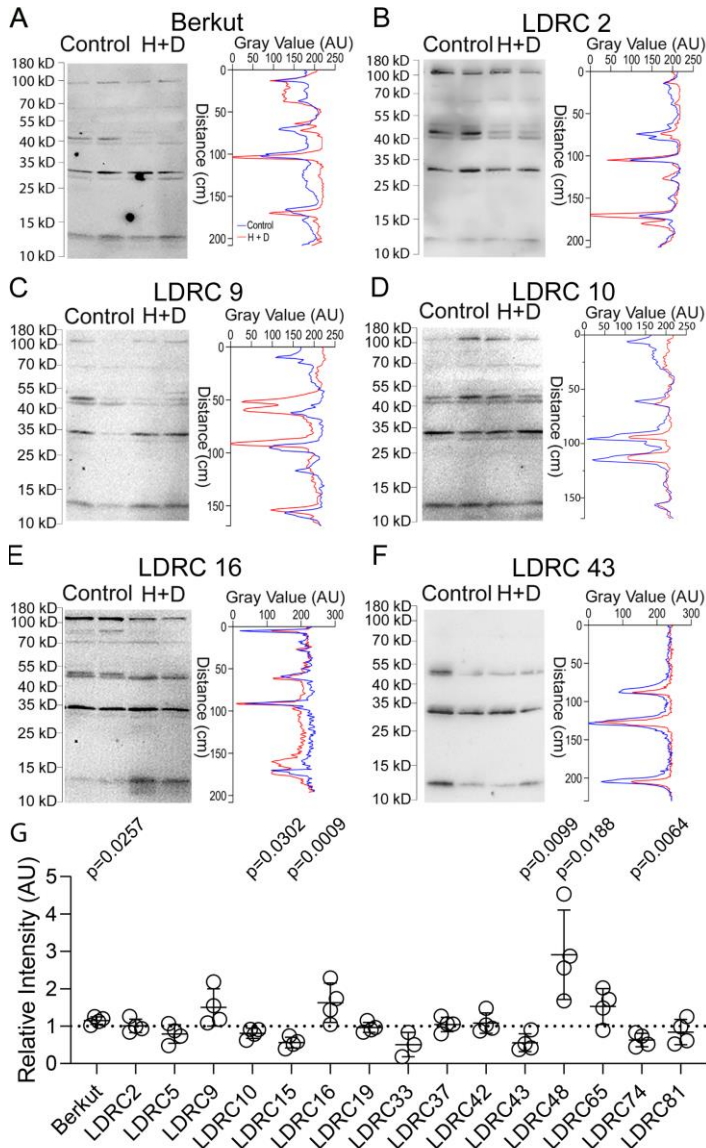 A
Berkut
Control H+D
180 kD
100 kD
70 kD
55 kD
40 kD
35 kD
25 kD
15 kD
10 kD
Gray Value (AU)
0 50 100 150 200 250
Distance (cm)
0
50
100
150
200
Control
H + D
B
LDRC 2
Control H+D
180 kD
100 kD
70 kD
55 kD
40 kD
35 kD
25 kD
15 kD
10 kD
Gray Value (AU)
0 50 100 150 200 250
Distance (cm)
0
50
100
150
200
C
LDRC 9
Control H+D
180 kD
100 kD
70 kD
55 kD
40 kD
35 kD
25 kD
15 kD
10 kD
Gray Value (AU)
0 50 100 150 200 250
Distance (cm)
0
50
100
150
D
LDRC 10
Control H+D
180 kD
100 kD
70 kD
55 kD
40 kD
35 kD
25 kD
15 kD
10 kD
Gray Value (AU)
0 50 100 150 200 250
Distance (cm)
0
50
100
150
E
LDRC 16
Control H+D
180 kD
100 kD
70 kD
55 kD
40 kD
35 kD
25 kD
15 kD
10 kD
Gray Value (AU)
0 100 200 300
Distance (cm)
0
50
100
150
200
F
LDRC 43
Control H+D
180 kD
100 kD
70 kD
55 kD
40 kD
35 kD
25 kD
15 kD
10 kD
Gray Value (AU)
0 100 200 300
Distance (cm)
0
50
100
150
200
G
p=0.0257 p=0.0302 p=0.0009 p=0.0099 p=0.0188 p=0.0064
Relative Intensity (AU)
5
4
3
2
1
0
Berkut LDRC2 LDRC5 LDRC9 LDRC10 LDRC15 LDRC16 LDRC19 LDRC33 LDRC37 LDRC42 LDRC43 LDRC48 LDRC65 LDRC74 LDRC81